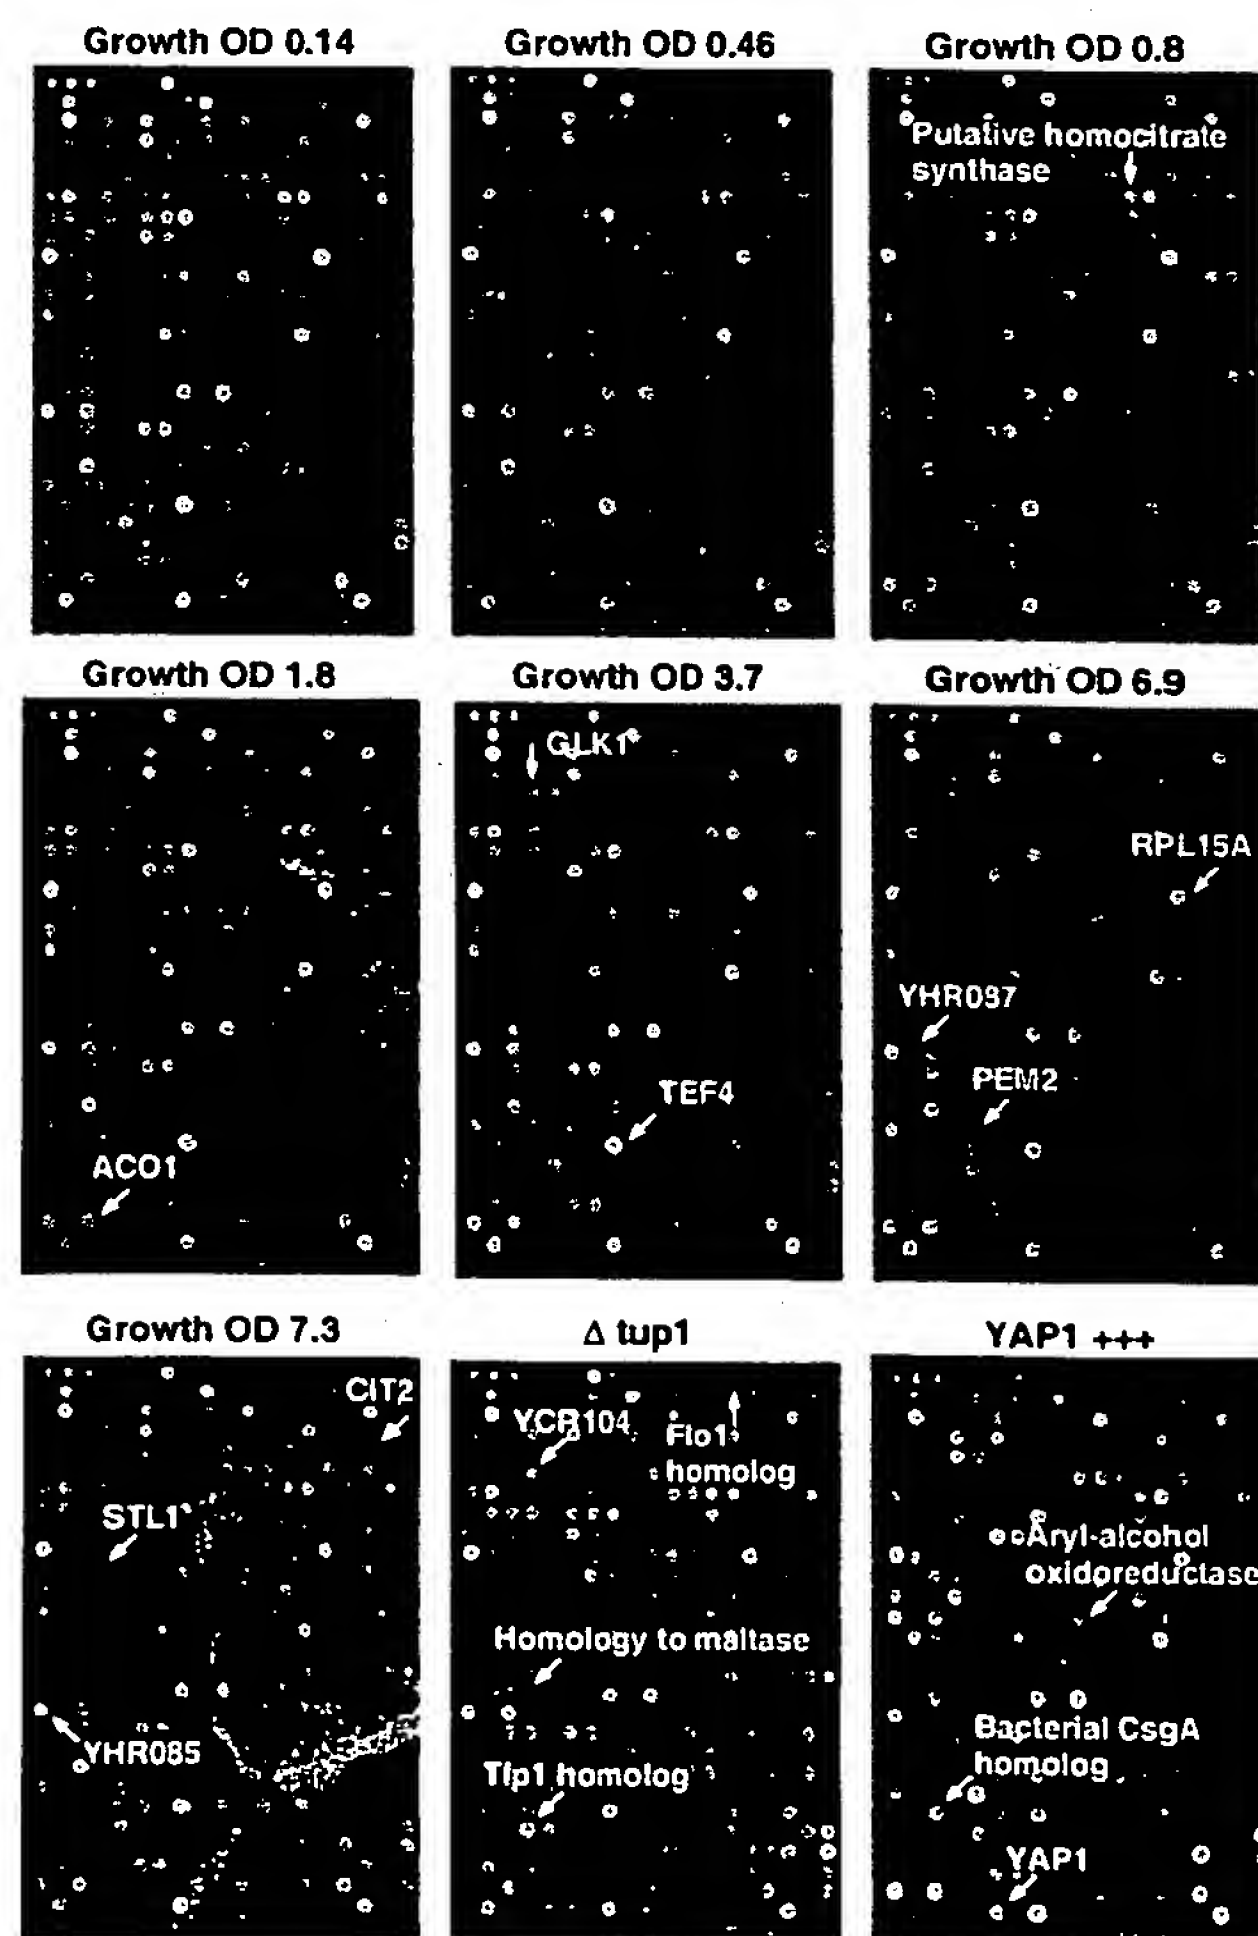 Growth OD 0.14
Growth OD 0.46
Growth OD 0.8
Putative homocitrate
synthase
Growth OD 1.8
Growth OD 3.7
Growth OD 6.9
GLK1
RPL15A
YHR097
PEM2
TEF4
ACO1
Growth OD 7.3
Δ tup1
YAP1 +++
CIT2
YCR104
Flo1
homolog
STL1
Aryl-alcohol
oxidoreductase
Homology to maltase
YHR085
Bacterial CsgA
homolog
Tfp1 homolog
YAP1